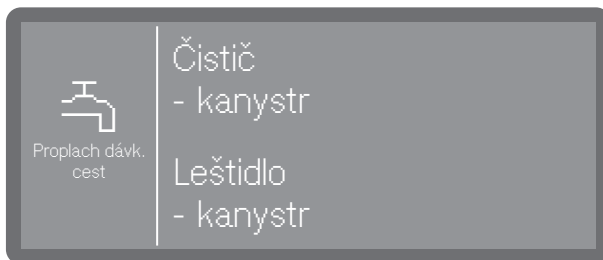 Proplach dávk.
cest
Čistič
- kanystr
Leštidlo
- kanystr